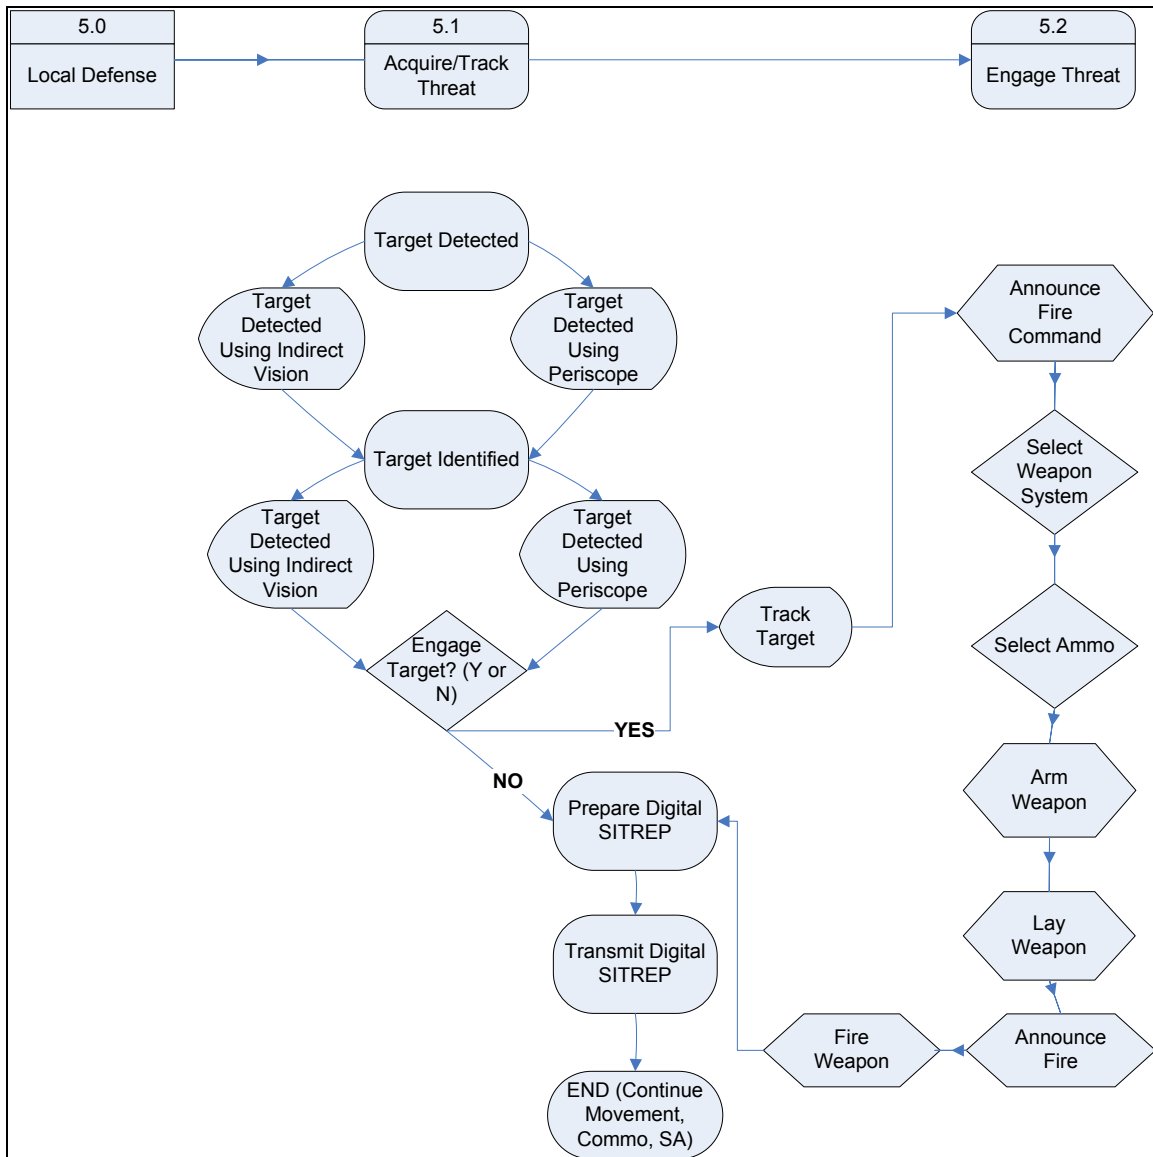 5.0
Local Defense
5.1
Acquire/Track
Threat
5.2
Engage Threat
Target Detected
Target
Detected
Using Indirect
Vision
Target
Detected
Using
Periscope
Target Identified
Target
Detected
Using Indirect
Vision
Target
Detected
Using
Periscope
Engage
Target? (Y or
N)
YES
NO
Track
Target
Announce
Fire
Command
Select
Weapon
System
Select Ammo
Arm
Weapon
Lay
Weapon
Announce
Fire
Fire
Weapon
Prepare Digital
SITREP
Transmit Digital
SITREP
END (Continue
Movement,
Commo, SA)